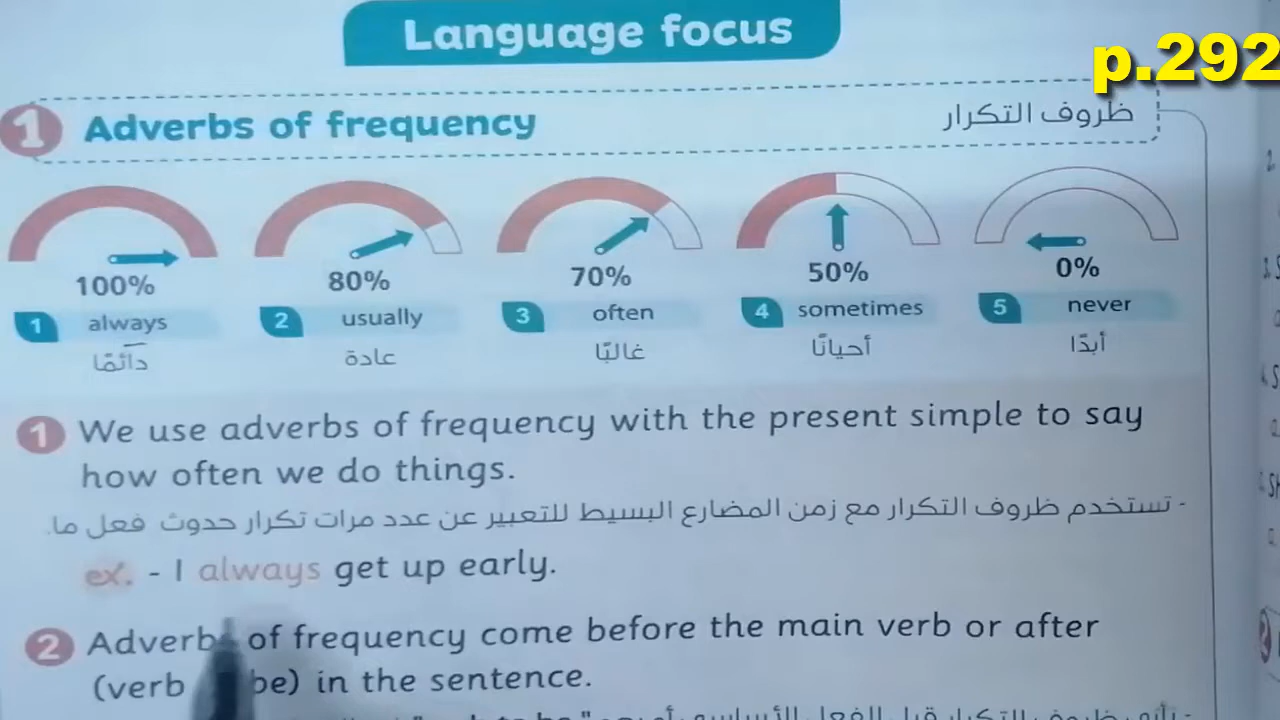 Language focus
p.292
1 Adverbs of frequency
ظروف التكرار
100% 80% 70% 50% 0%
1 always 2 usually 3 often 4 sometimes 5 never
دائمًا عادة غالبًا أحيانًا أبدًا
1 We use adverbs of frequency with the present simple to say
how often we do things.
- تستخدم ظروف التكرار مع زمن المضارع البسيط للتعبير عن عدد مرات تكرار حدوث فعل ما.
ex. - I always get up early.
2 Adverbs of frequency come before the main verb or after
(verb be) in the sentence.